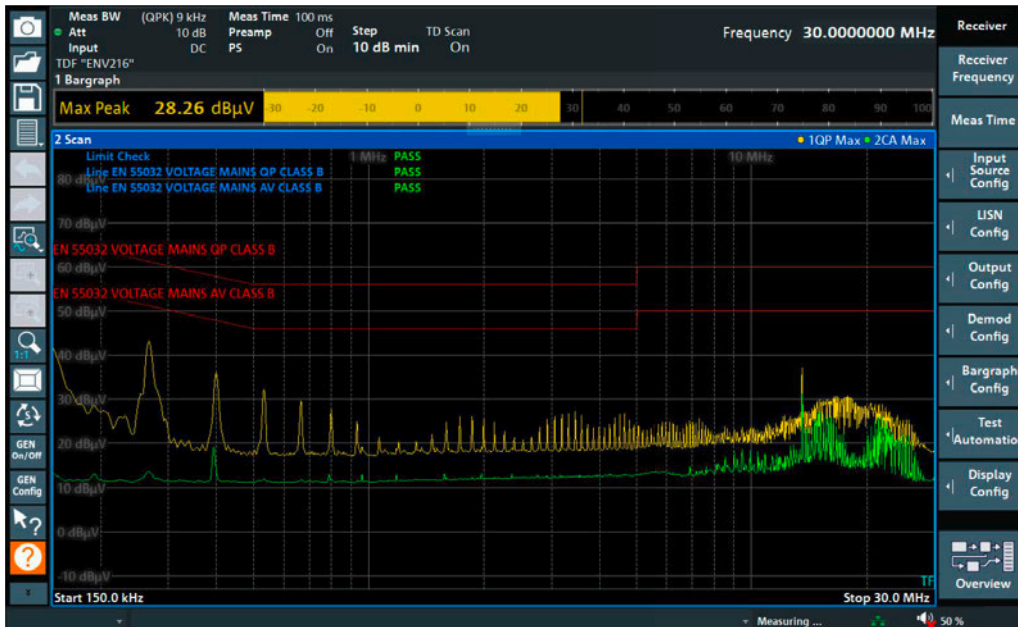 Meas BW (QPK) 9 kHz Meas Time 100 ms
Att 10 dB Preamp Off Step TD Scan
Input DC PS On 10 dB min On
Frequency 30.0000000 MHz
TDF "ENV216"
1 Bargraph
Max Peak 28.26 dBµV
-30 -20 -10 0 10 20 30 40 50 60 70 80 90 100
2 Scan 1QP Max 2CA Max
Limit Check 1 MHz PASS 10 MHz
Line EN 55032 VOLTAGE MAINS QP CLASS B PASS
80 dBµV
Line EN 55032 VOLTAGE MAINS AV CLASS B PASS
70 dBµV
EN 55032 VOLTAGE MAINS QP CLASS B
60 dBµV
EN 55032 VOLTAGE MAINS AV CLASS B
50 dBµV
40 dBµV
30 dBµV
20 dBµV
10 dBµV
0 dBµV
-10 dBµV
TF
Start 150.0 kHz Stop 30.0 MHz
Measuring ... 50 %
1:1
S
GEN
On/Off
GEN
Config
?
?
Receiver
Receiver
Frequency
Meas Time
Input
Source
Config
LISN
Config
Output
Config
Demod
Config
Bargraph
Config
Test
Automatio
Display
Config
Overview